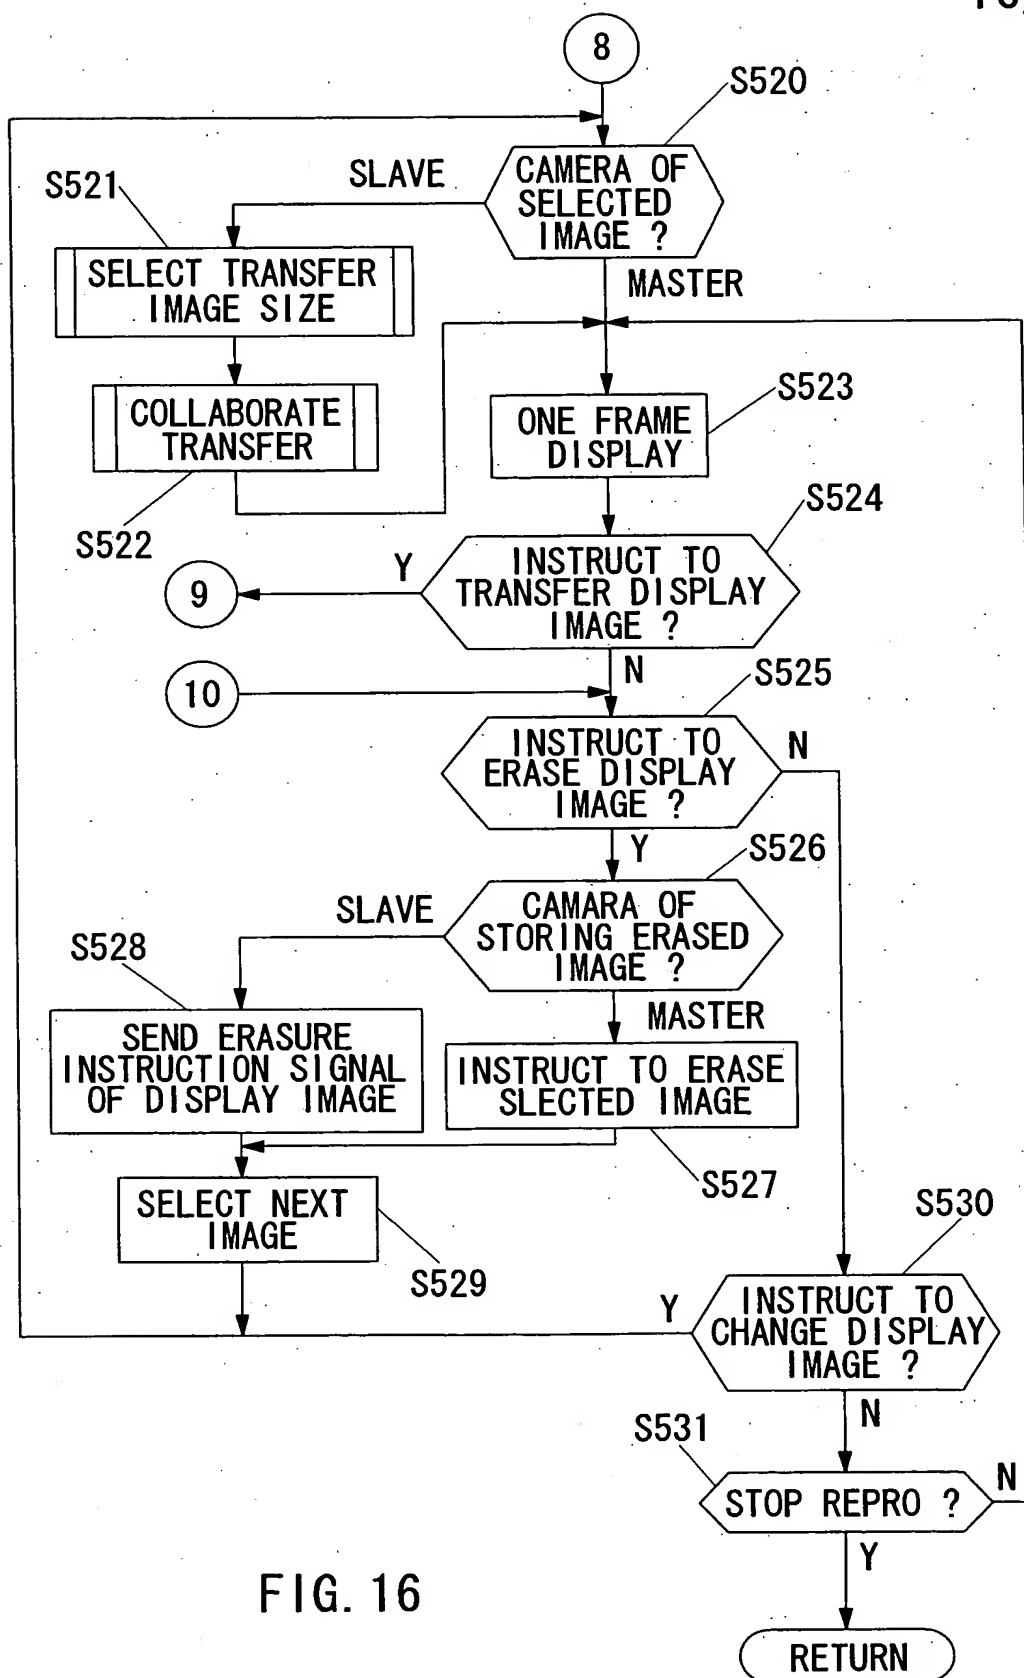 8
S520
CAMERA OF
SELECTED
IMAGE ?
SLAVE
MASTER
S521
SELECT TRANSFER
IMAGE SIZE
COLLABORATE
TRANSFER
S522
S523
ONE FRAME
DISPLAY
S524
INSTRUCT TO
TRANSFER DISPLAY
IMAGE ?
Y
9
N
10
S525
INSTRUCT TO
ERASE DISPLAY
IMAGE ?
N
Y
S526
CAMARA OF
STORING ERASED
IMAGE ?
SLAVE
MASTER
S528
SEND ERASURE
INSTRUCTION SIGNAL
OF DISPLAY IMAGE
INSTRUCT TO ERASE
SLECTED IMAGE
S527
SELECT NEXT
IMAGE
S529
S530
INSTRUCT TO
CHANGE DISPLAY
IMAGE ?
Y
N
S531
STOP REPRO ?
N
Y
RETURN
FIG. 16